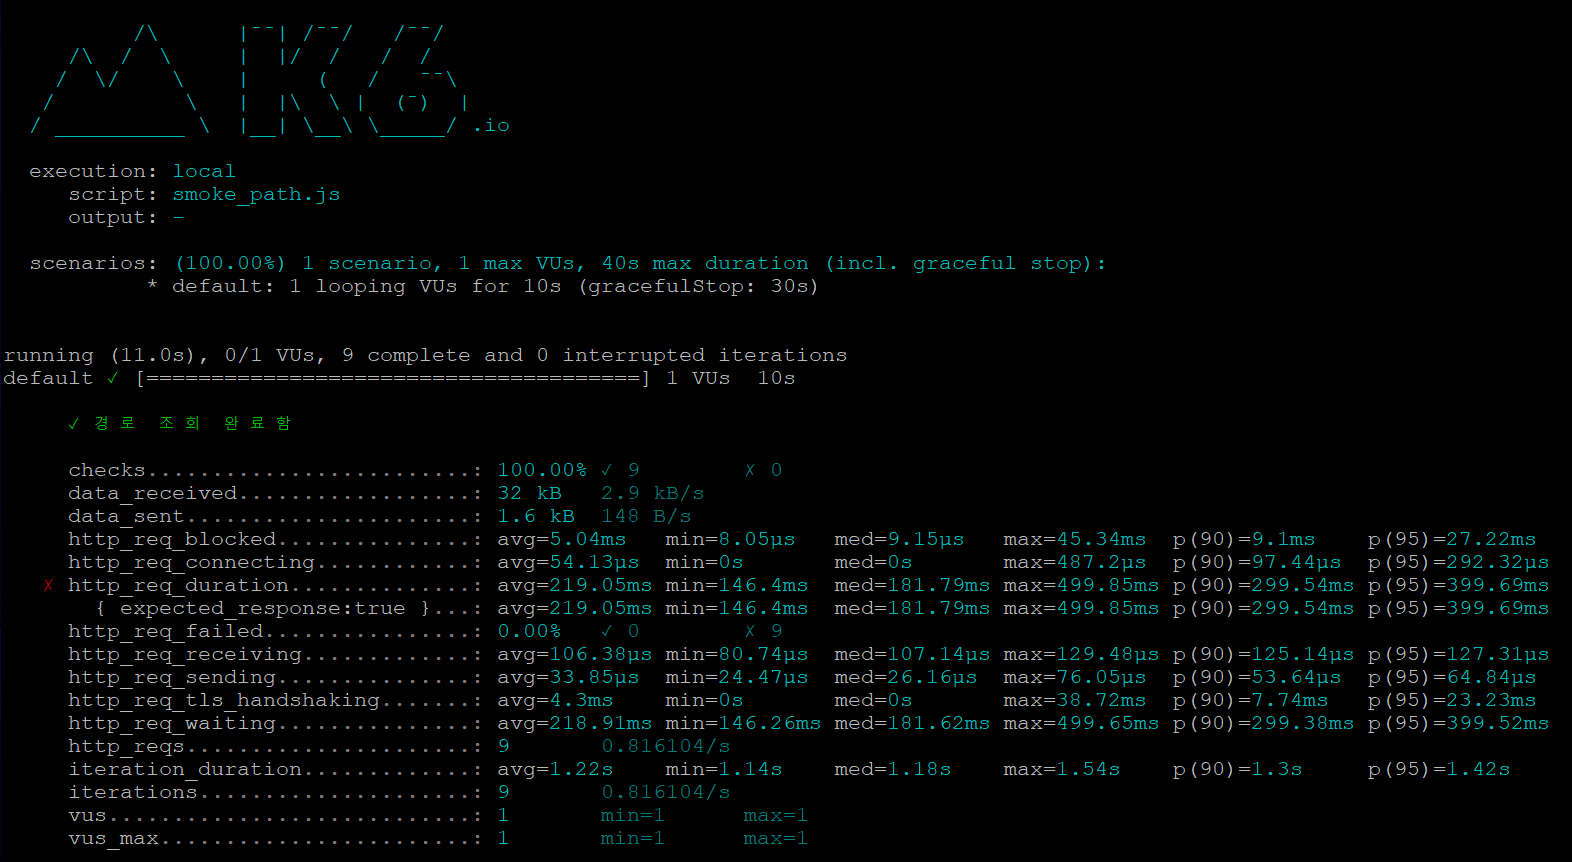 /\      |‾‾| /‾‾/   /‾‾/
     /\  /  \     |  |/  /   /  /
    /  \/    \    |     (   /   ‾‾\
   /          \   |  |\  \ |  (‾)  |
  / __________ \  |__| \__\ \_____/ .io
execution: local
script: smoke_path.js
output: -
scenarios: (100.00%) 1 scenario, 1 max VUs, 40s max duration (incl. graceful stop):
* default: 1 looping VUs for 10s (gracefulStop: 30s)
running (11.0s), 0/1 VUs, 9 complete and 0 interrupted iterations
default ✓ [======================================] 1 VUs  10s
✓ 경로 조회 완료함
checks.........................: 100.00% ✓ 9        ✗ 0
data_received..................: 32 kB   2.9 kB/s
data_sent......................: 1.6 kB  148 B/s
http_req_blocked...............: avg=5.04ms   min=8.05µs   med=9.15µs   max=45.34ms  p(90)=9.1ms    p(95)=27.22ms
http_req_connecting............: avg=54.13µs  min=0s       med=0s       max=487.2µs  p(90)=97.44µs  p(95)=292.32µs
✗ http_req_duration..............: avg=219.05ms min=146.4ms  med=181.79ms max=499.85ms p(90)=299.54ms p(95)=399.69ms
{ expected_response:true }...: avg=219.05ms min=146.4ms  med=181.79ms max=499.85ms p(90)=299.54ms p(95)=399.69ms
http_req_failed................: 0.00%   ✓ 0        ✗ 9
http_req_receiving.............: avg=106.38µs min=80.74µs  med=107.14µs max=129.48µs p(90)=125.14µs p(95)=127.31µs
http_req_sending...............: avg=33.85µs  min=24.47µs  med=26.16µs  max=76.05µs  p(90)=53.64µs  p(95)=64.84µs
http_req_tls_handshaking.......: avg=4.3ms    min=0s       med=0s       max=38.72ms  p(90)=7.74ms   p(95)=23.23ms
http_req_waiting...............: avg=218.91ms min=146.26ms med=181.62ms max=499.65ms p(90)=299.38ms p(95)=399.52ms
http_reqs......................: 9       0.816104/s
iteration_duration.............: avg=1.22s    min=1.14s    med=1.18s    max=1.54s    p(90)=1.3s     p(95)=1.42s
iterations.....................: 9       0.816104/s
vus............................: 1       min=1      max=1
vus_max........................: 1       min=1      max=1